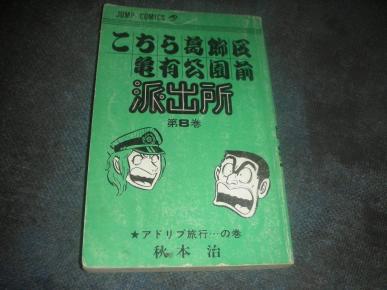 JUMP COMICS
こちら葛飾区
亀有公園前
派出所
第8巻
★アドリブ旅行…の巻
秋本治